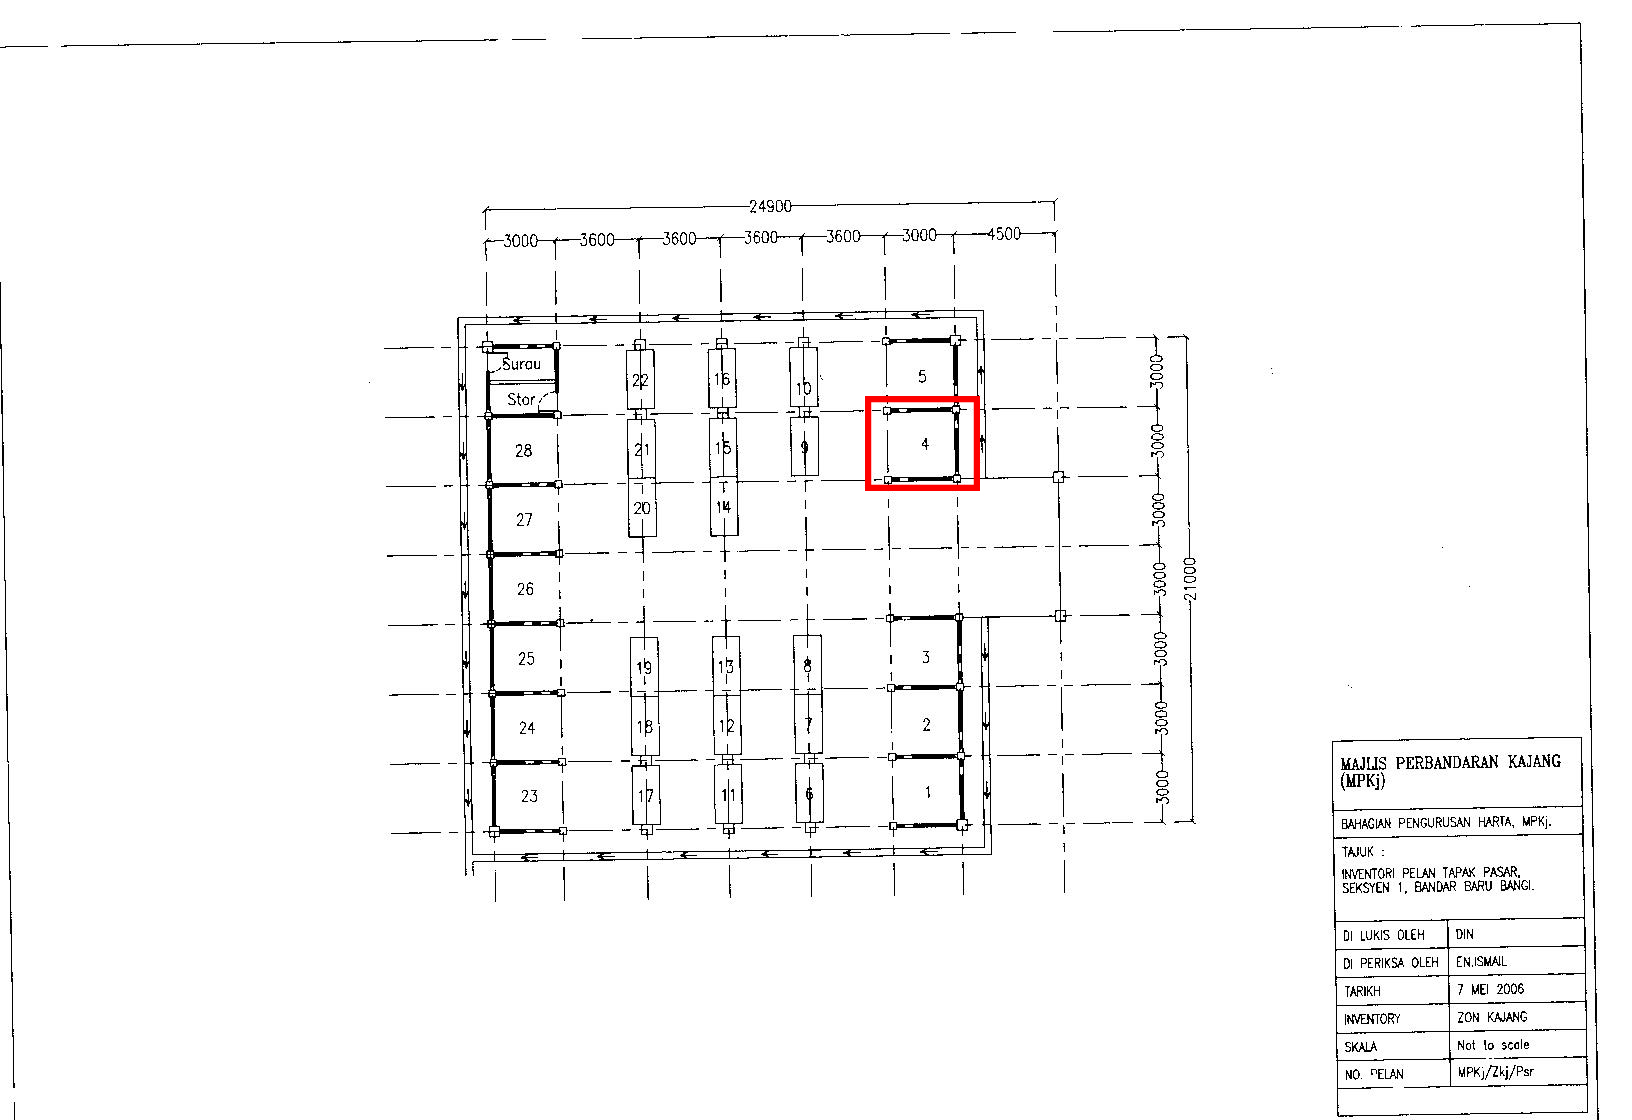 24900
3000 3600 3600 3600 3600 3000 4500
Surau 22 16 10 5 3000
Stor
28 21 15 9 4 3000
27 20 14 3000
26 3000
21000
25 19 13 8 3 3000
24 18 12 7 2 3000
23 17 11 6 1 3000
MAJLIS PERBANDARAN KAJANG
(MPKj)
BAHAGIAN PENGURUSAN HARTA, MPKj.
TAJUK :
INVENTORI PELAN TAPAK PASAR,
SEKSYEN 1, BANDAR BARU BANGI.
DI LUKIS OLEH DIN
DI PERIKSA OLEH EN.ISMAIL
TARIKH 7 MEI 2006
INVENTORY ZON KAJANG
SKALA Not to scale
NO. PELAN MPKj/Zkj/Psr